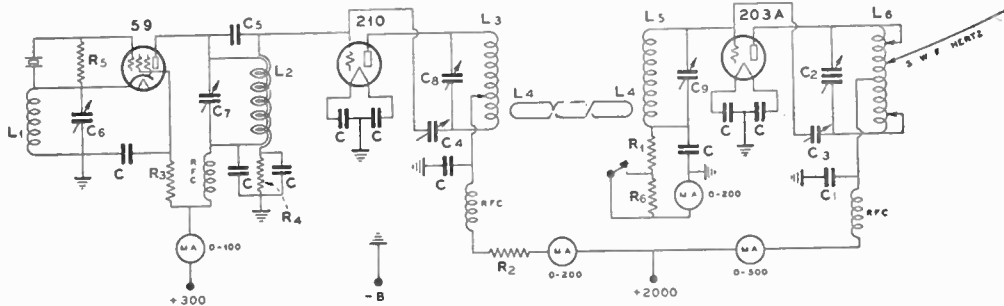 59
C5
210
L3
L5
203A
L6
S W F HERTZ
R5
L2
C8
C9
C2
L4
L4
L1
C6
C7
C
C
C4
C3
C
R3
RFC
C
C
R4
C
R1
C
R6
MA
0-200
C1
RFC
RFC
MA
0-100
R2
MA
0-200
MA
0-500
+300
-B
+2000
C
C